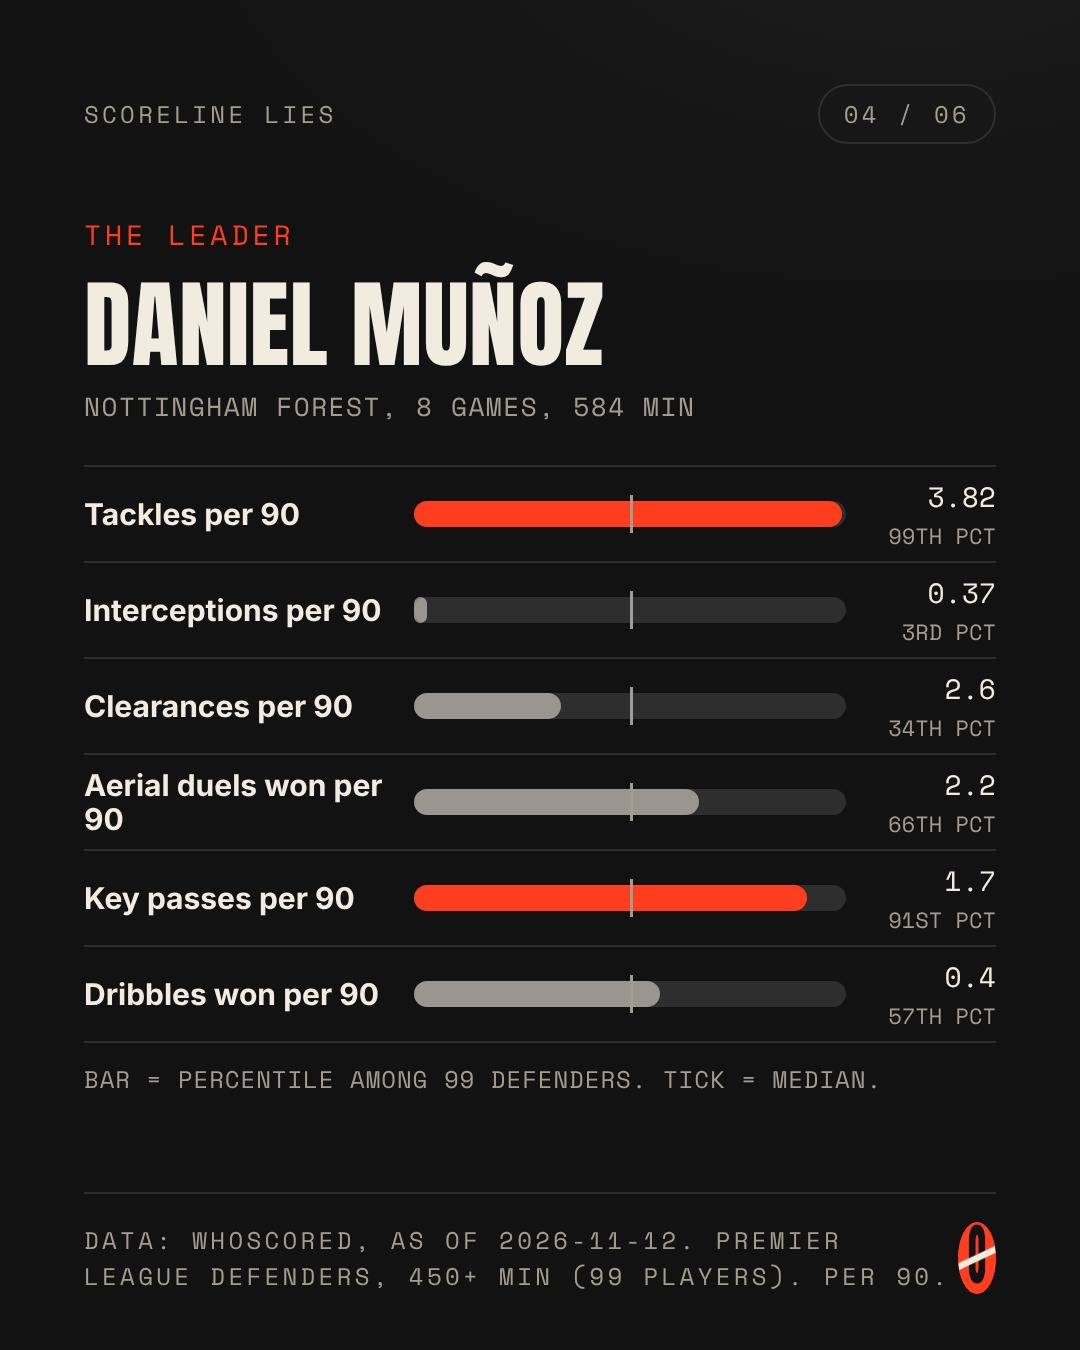 SCORELINE LIES
04 / 06
THE LEADER
DANIEL MUÑOZ
NOTTINGHAM FOREST, 8 GAMES, 584 MIN
Tackles per 90
3.82
99TH PCT
Interceptions per 90
0.37
3RD PCT
Clearances per 90
2.6
34TH PCT
Aerial duels won per
90
2.2
66TH PCT
Key passes per 90
1.7
91ST PCT
Dribbles won per 90
0.4
57TH PCT
BAR = PERCENTILE AMONG 99 DEFENDERS. TICK = MEDIAN.
DATA: WHOSCORED, AS OF 2026-11-12. PREMIER
LEAGUE DEFENDERS, 450+ MIN (99 PLAYERS). PER 90.
0